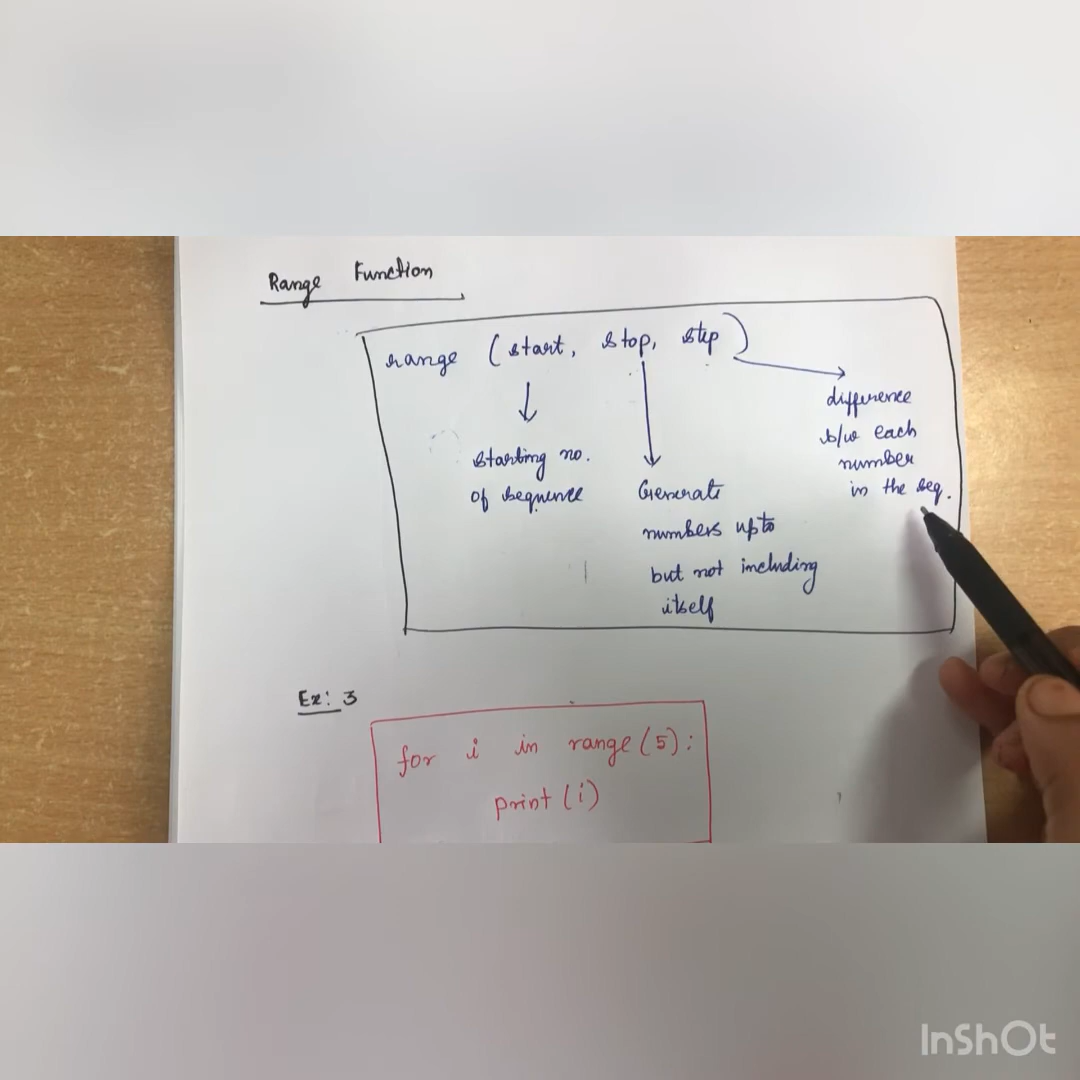 Range Function
range (start, stop, step)
starting no.
of sequence
Generate
numbers upto
but not including
itself
difference
b/w each
number
in the seq.
Ex: 3
for i in range(5):
print(i)
InShOt